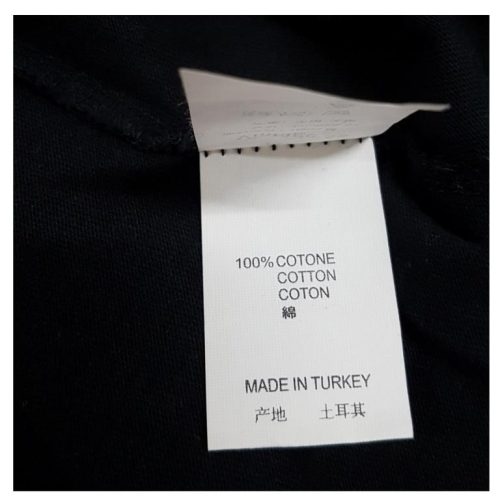 100% COTONE
COTTON
COTON
綿
MADE IN TURKEY
产地 土耳其